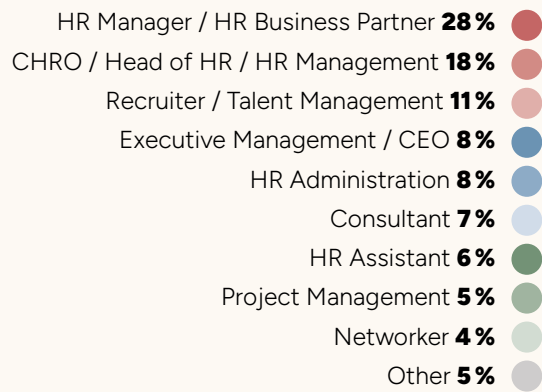 HR Manager / HR Business Partner 28 %
CHRO / Head of HR / HR Management 18 %
Recruiter / Talent Management 11 %
Executive Management / CEO 8 %
HR Administration 8 %
Consultant 7 %
HR Assistant 6 %
Project Management 5 %
Networker 4 %
Other 5 %